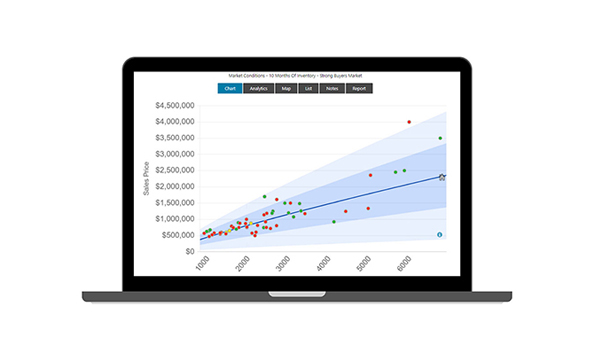 Market Conditions - 10 Months Of Inventory - Strong Buyers Market
Chart Analytics Map List Notes Report
$4,500,000
$4,000,000
$3,500,000
$3,000,000
$2,500,000
$2,000,000
$1,500,000
$1,000,000
$500,000
$0
Sales Price
1000 2000 3000 4000 5000 6000